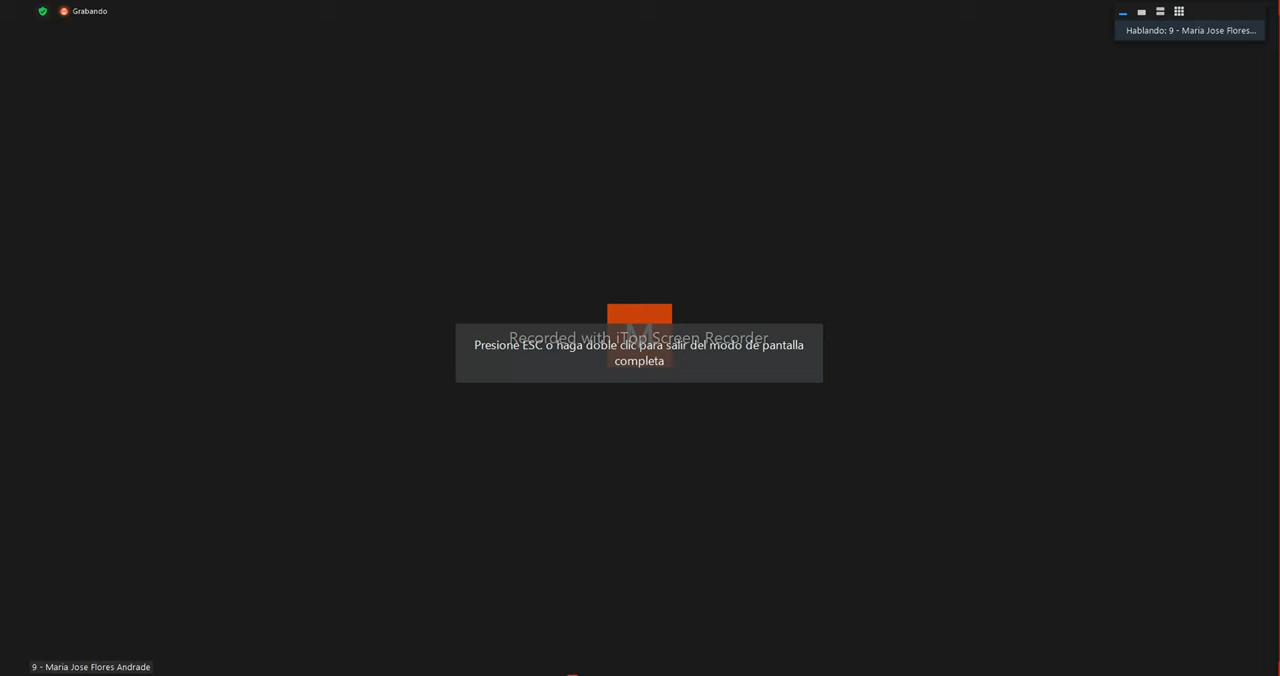 Grabando
Hablando: 9 - Maria Jose Flores...
M
Recorded with iTop Screen Recorder
Presione ESC o haga doble clic para salir del modo de pantalla
completa
9 - Maria Jose Flores Andrade